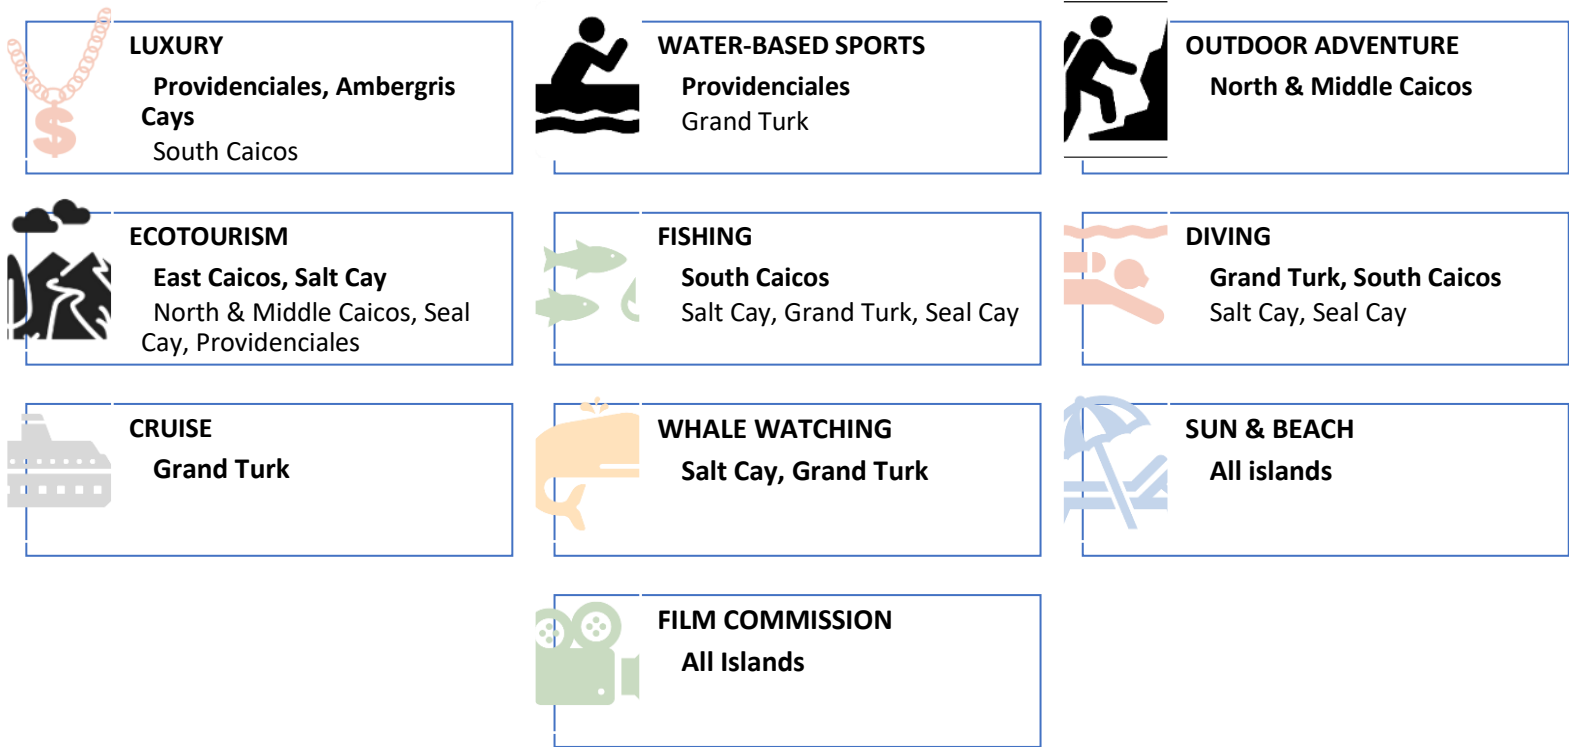 LUXURY
Providenciales, Ambergris
Cays
South Caicos
WATER-BASED SPORTS
Providenciales
Grand Turk
OUTDOOR ADVENTURE
North & Middle Caicos
ECOTOURISM
East Caicos, Salt Cay
North & Middle Caicos, Seal
Cay, Providenciales
FISHING
South Caicos
Salt Cay, Grand Turk, Seal Cay
DIVING
Grand Turk, South Caicos
Salt Cay, Seal Cay
CRUISE
Grand Turk
WHALE WATCHING
Salt Cay, Grand Turk
SUN & BEACH
All islands
FILM COMMISSION
All Islands